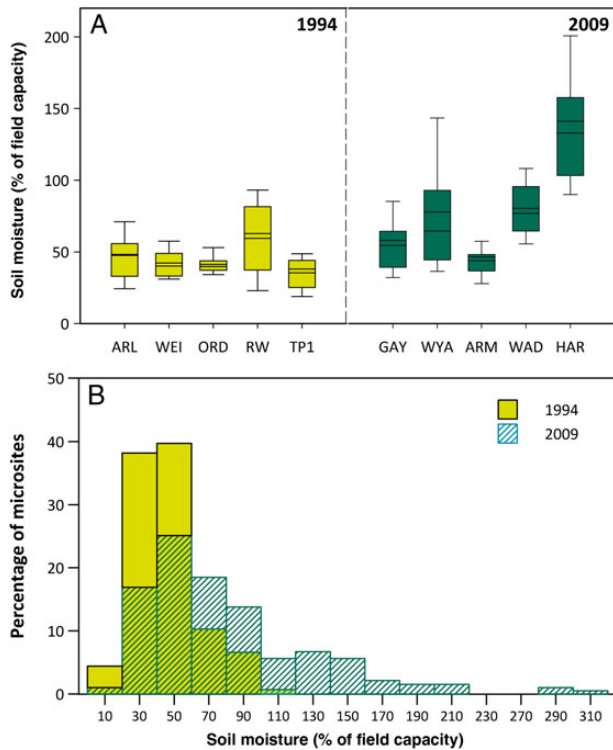 A 1994 2009
Soil moisture (% of field capacity)
200
150
100
50
0
ARL WEI ORD RW TP1 GAY WYA ARM WAD HAR
B
1994
2009
Percentage of microsites
50
40
30
20
10
0
10 30 50 70 90 110 130 150 170 190 210 230 270 290 310
Soil moisture (% of field capacity)